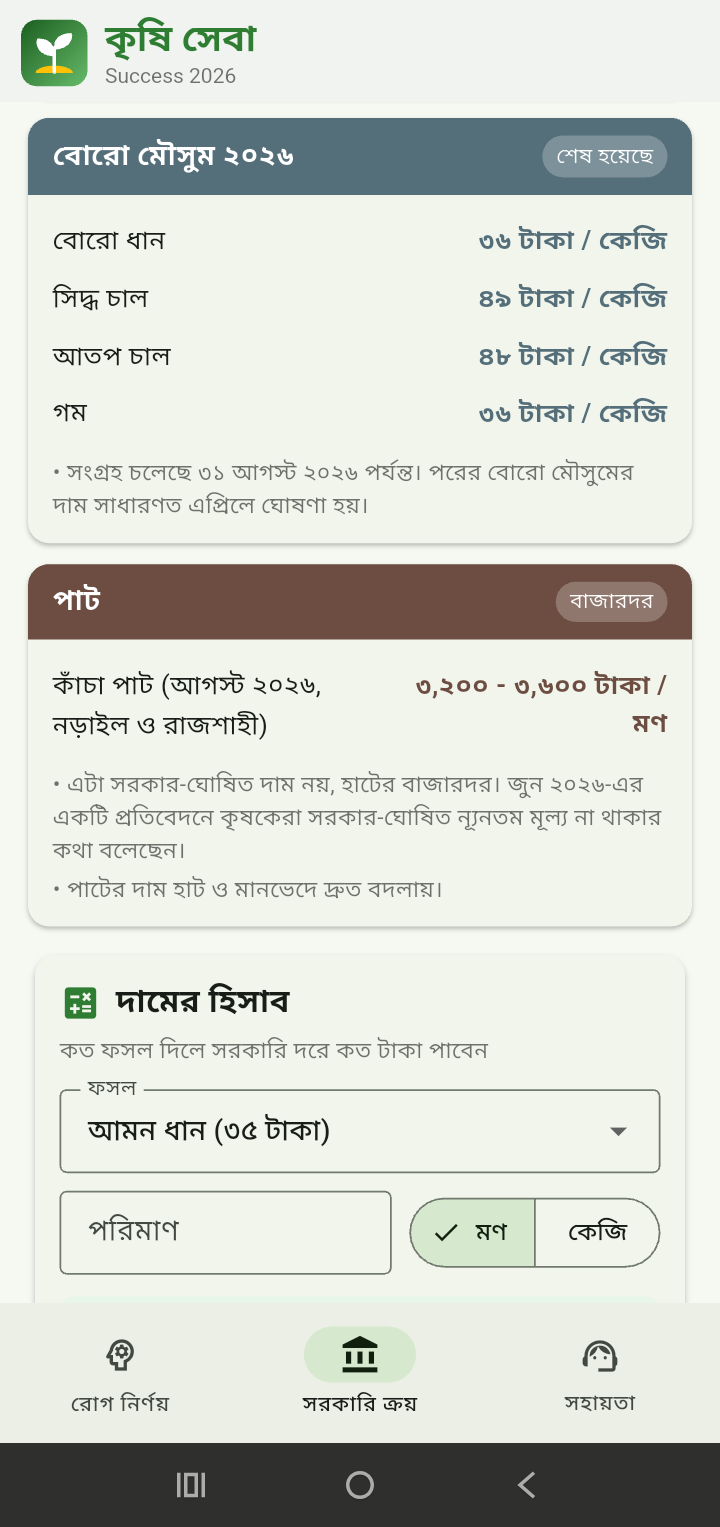 কৃষি সেবা
Success 2026
বোরো মৌসুম ২০২৬
শেষ হয়েছে
বোরো ধান
৩৬ টাকা / কেজি
সিদ্ধ চাল
৪৯ টাকা / কেজি
আতপ চাল
৪৮ টাকা / কেজি
গম
৩৬ টাকা / কেজি
• সংগ্রহ চলেছে ৩১ আগস্ট ২০২৬ পর্যন্ত। পরের বোরো মৌসুমের
দাম সাধারণত এপ্রিলে ঘোষণা হয়।
পাট
বাজারদর
কাঁচা পাট (আগস্ট ২০২৬,
নড়াইল ও রাজশাহী)
৩,২০০ - ৩,৬০০ টাকা /
মণ
• এটা সরকার-ঘোষিত দাম নয়, হাটের বাজারদর। জুন ২০২৬-এর
একটি প্রতিবেদনে কৃষকেরা সরকার-ঘোষিত ন্যূনতম মূল্য না থাকার
কথা বলেছেন।
• পাটের দাম হাট ও মানভেদে দ্রুত বদলায়।
দামের হিসাব
কত ফসল দিলে সরকারি দরে কত টাকা পাবেন
ফসল
আমন ধান (৩৫ টাকা)
পরিমাণ
মণ
কেজি
রোগ নির্ণয়
সরকারি ক্রয়
সহায়তা